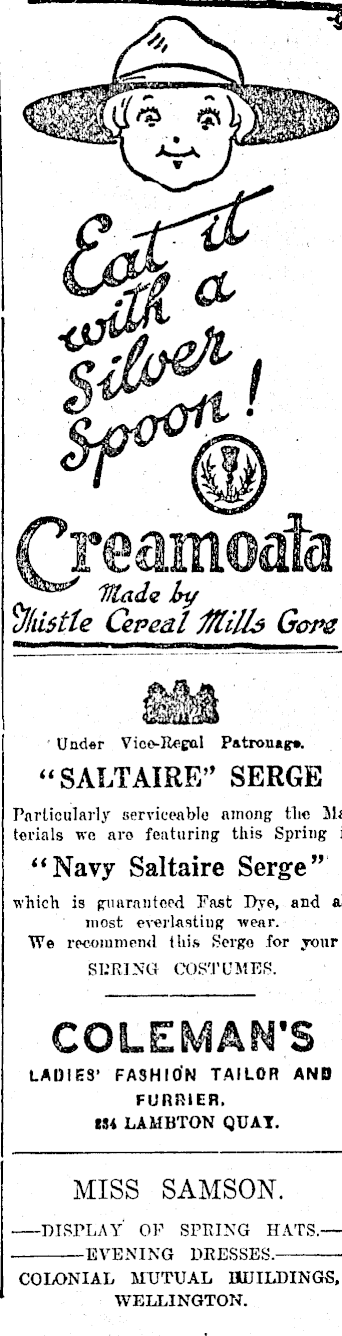 Eat it
with a
Silver
Spoon!
Creamoata
Made by
Thistle Cereal Mills Gore
Under Vice-Regal Patronage.
"SALTAIRE" SERGE
Particularly serviceable among the Ma
terials we are featuring this Spring i
"Navy Saltaire Serge"
which is guaranteed Fast Dye, and a
most everlasting wear.
We recommend this Serge for your
SPRING COSTUMES.
COLEMAN'S
LADIES' FASHION TAILOR AND
FURRIER,
234 LAMBTON QUAY.
MISS SAMSON.
—DISPLAY OF SPRING HATS.—
—EVENING DRESSES.—
COLONIAL MUTUAL BUILDINGS,
WELLINGTON.